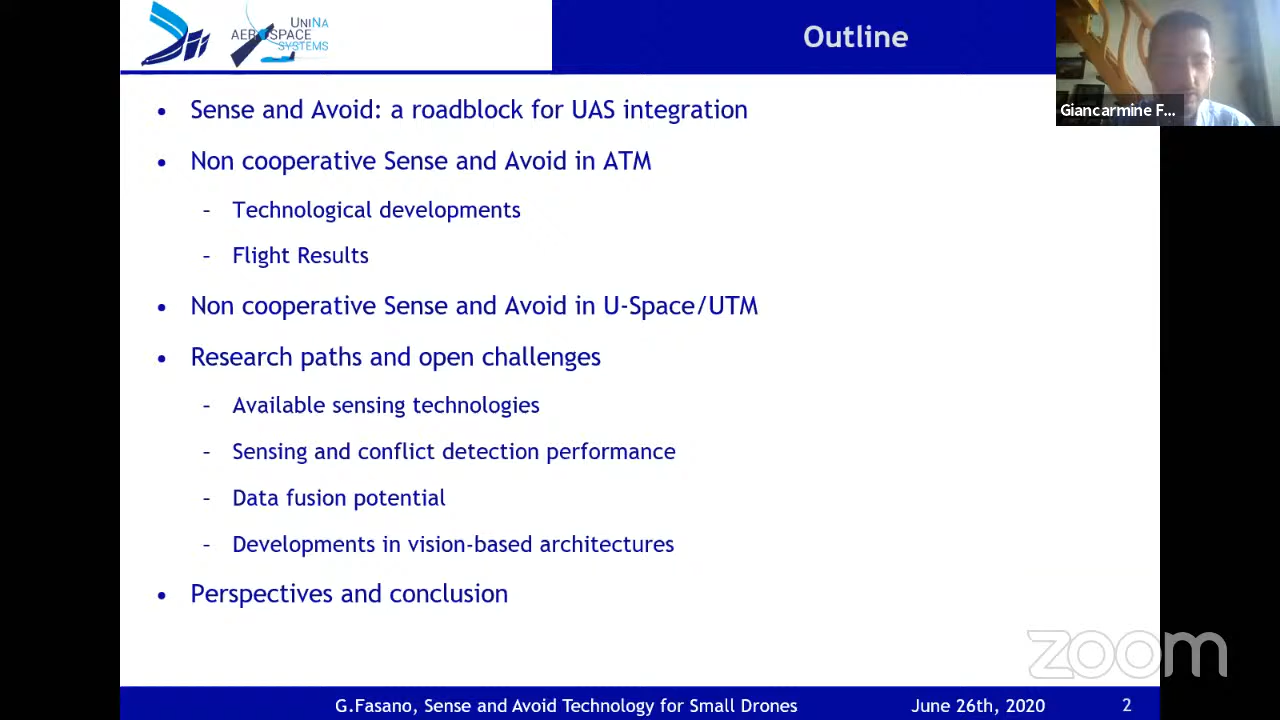 UNINA
AEROSPACE
SYSTEMS
Outline
Giancarmine F...
• Sense and Avoid: a roadblock for UAS integration
• Non cooperative Sense and Avoid in ATM
– Technological developments
– Flight Results
• Non cooperative Sense and Avoid in U-Space/UTM
• Research paths and open challenges
– Available sensing technologies
– Sensing and conflict detection performance
– Data fusion potential
– Developments in vision-based architectures
• Perspectives and conclusion
zoom
G.Fasano, Sense and Avoid Technology for Small Drones June 26th, 2020 2